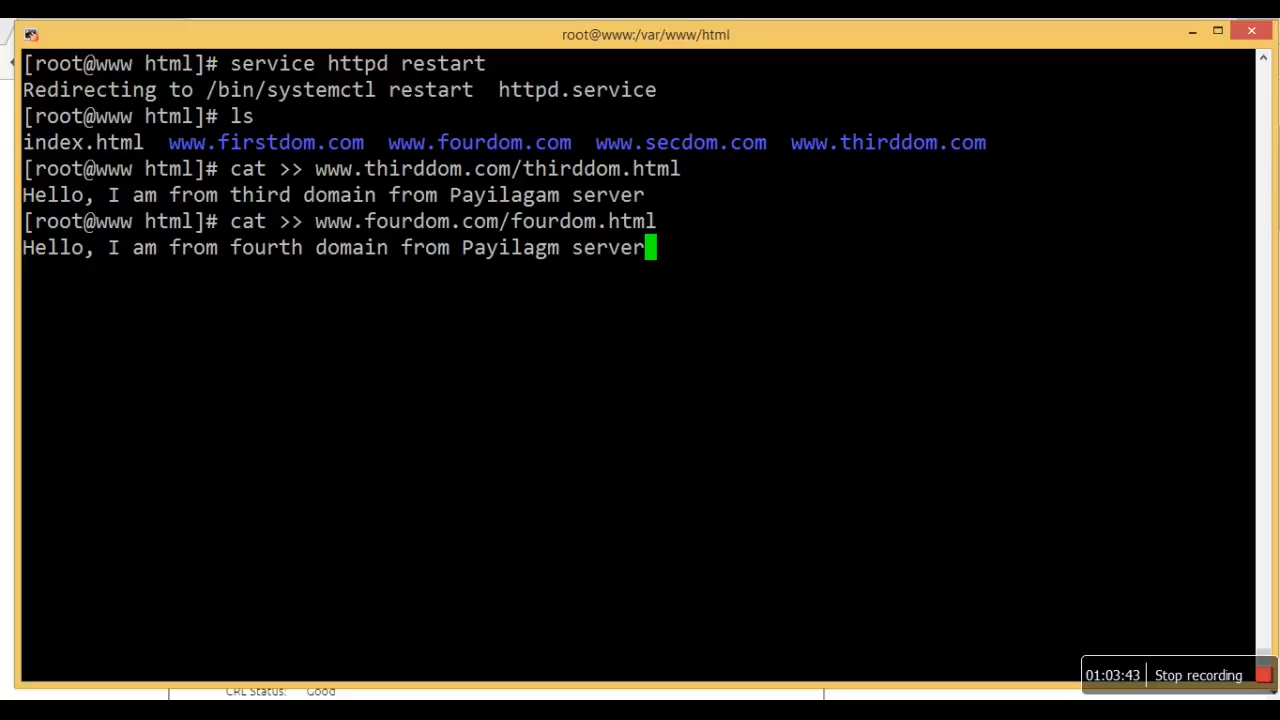 root@www:/var/www/html
[root@www html]# service httpd restart
Redirecting to /bin/systemctl restart  httpd.service
[root@www html]# ls
index.html  www.firstdom.com  www.fourdom.com  www.secdom.com  www.thirddom.com
[root@www html]# cat >> www.thirddom.com/thirddom.html
Hello, I am from third domain from Payilagam server
[root@www html]# cat >> www.fourdom.com/fourdom.html
Hello, I am from fourth domain from Payilagm server
01:03:43 Stop recording
CRL Status: Good